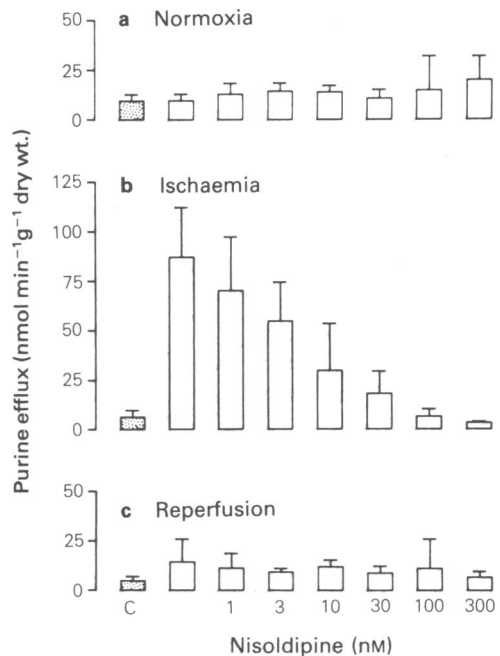 Purine efflux (nmol min⁻¹g⁻¹ dry wt.)
a Normoxia
50
25
0
b Ischaemia
125
100
75
50
25
0
c Reperfusion
50
25
0
C 1 3 10 30 100 300
Nisoldipine (nM)